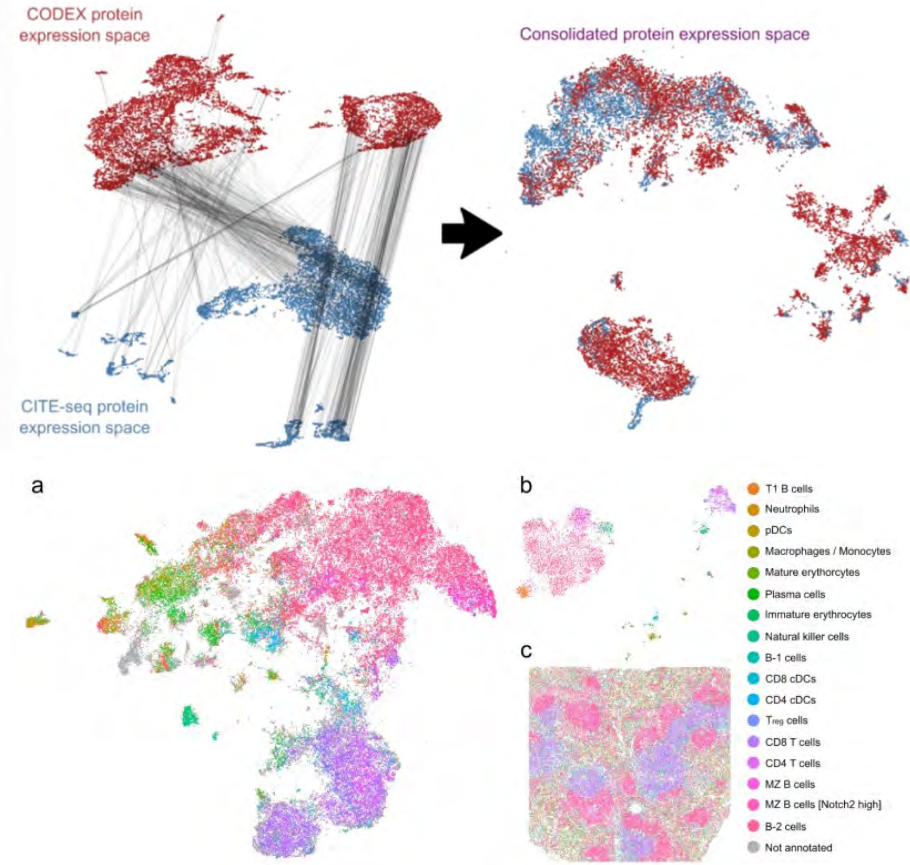 CODEX protein
expression space
Consolidated protein expression space
CITE-seq protein
expression space
a
b
c
T1 B cells
Neutrophils
pDCs
Macrophages / Monocytes
Mature erythorcytes
Plasma cells
Immature erythrocytes
Natural killer cells
B-1 cells
CD8 cDCs
CD4 cDCs
Treg cells
CD8 T cells
CD4 T cells
MZ B cells
MZ B cells [Notch2 high]
B-2 cells
Not annotated